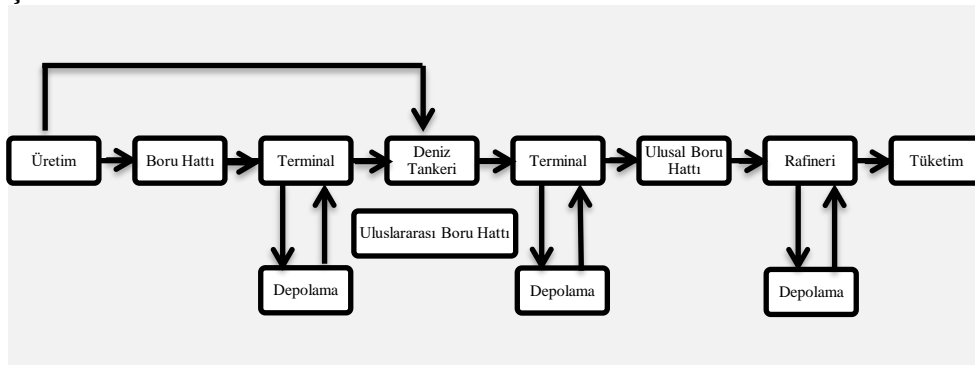 Üretim
Boru Hattı
Terminal
Deniz
Tankeri
Terminal
Ulusal Boru
Hattı
Rafineri
Tüketim
Uluslararası Boru Hattı
Depolama
Depolama
Depolama